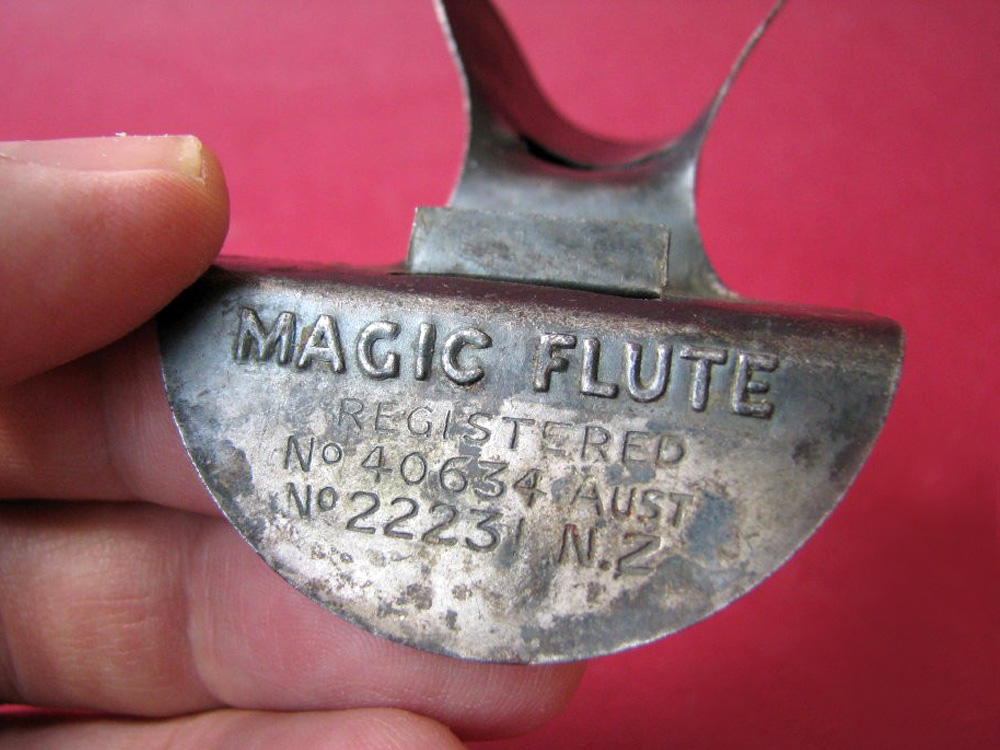 MAGIC FLUTE
REGISTERED
No 40634 AUST
No 22231 N.Z